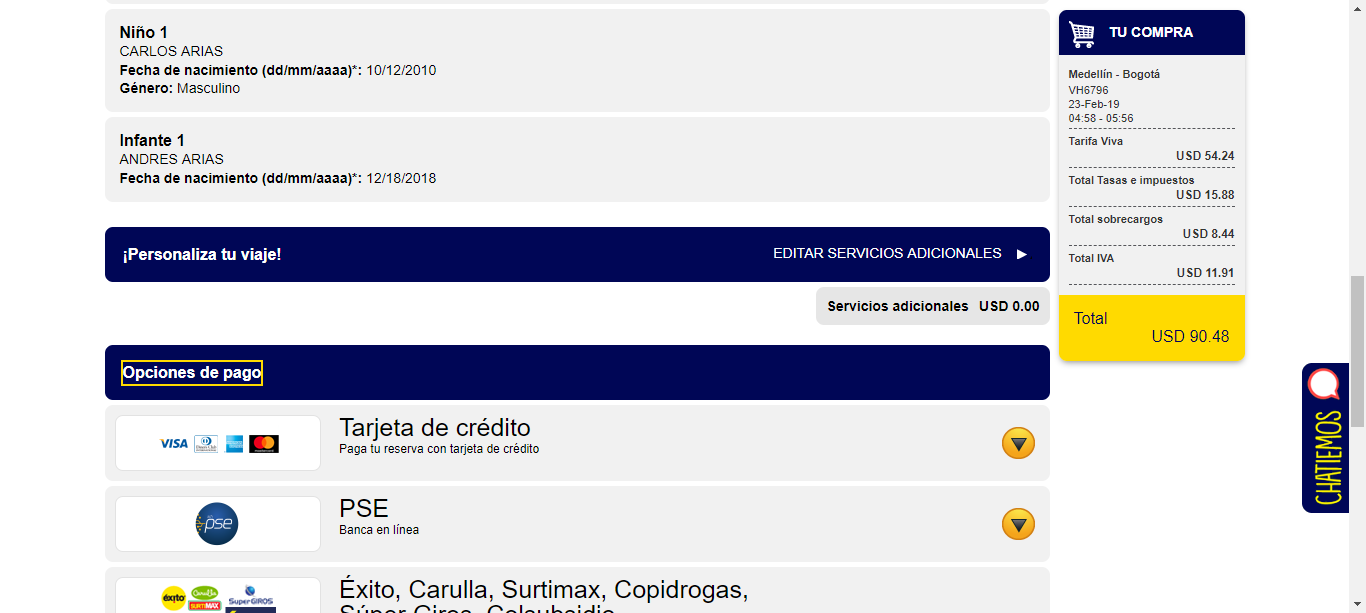 Niño 1
CARLOS ARIAS
Fecha de nacimiento (dd/mm/aaaa)*: 10/12/2010
Género: Masculino
Infante 1
ANDRES ARIAS
Fecha de nacimiento (dd/mm/aaaa)*: 12/18/2018
¡Personaliza tu viaje!
EDITAR SERVICIOS ADICIONALES
Servicios adicionales USD 0.00
Opciones de pago
VISA
Tarjeta de crédito
Paga tu reserva con tarjeta de crédito
pse
PSE
Banca en línea
éxito
Carulla
SURTIMAX
SuperGIROS
Éxito, Carulla, Surtimax, Copidrogas,
Súper Giros, Colsubsidio
TU COMPRA
Medellín - Bogotá
VH6796
23-Feb-19
04:58 - 05:56
Tarifa Viva
USD 54.24
Total Tasas e impuestos
USD 15.88
Total sobrecargos
USD 8.44
Total IVA
USD 11.91
Total
USD 90.48
CHATIEMOS